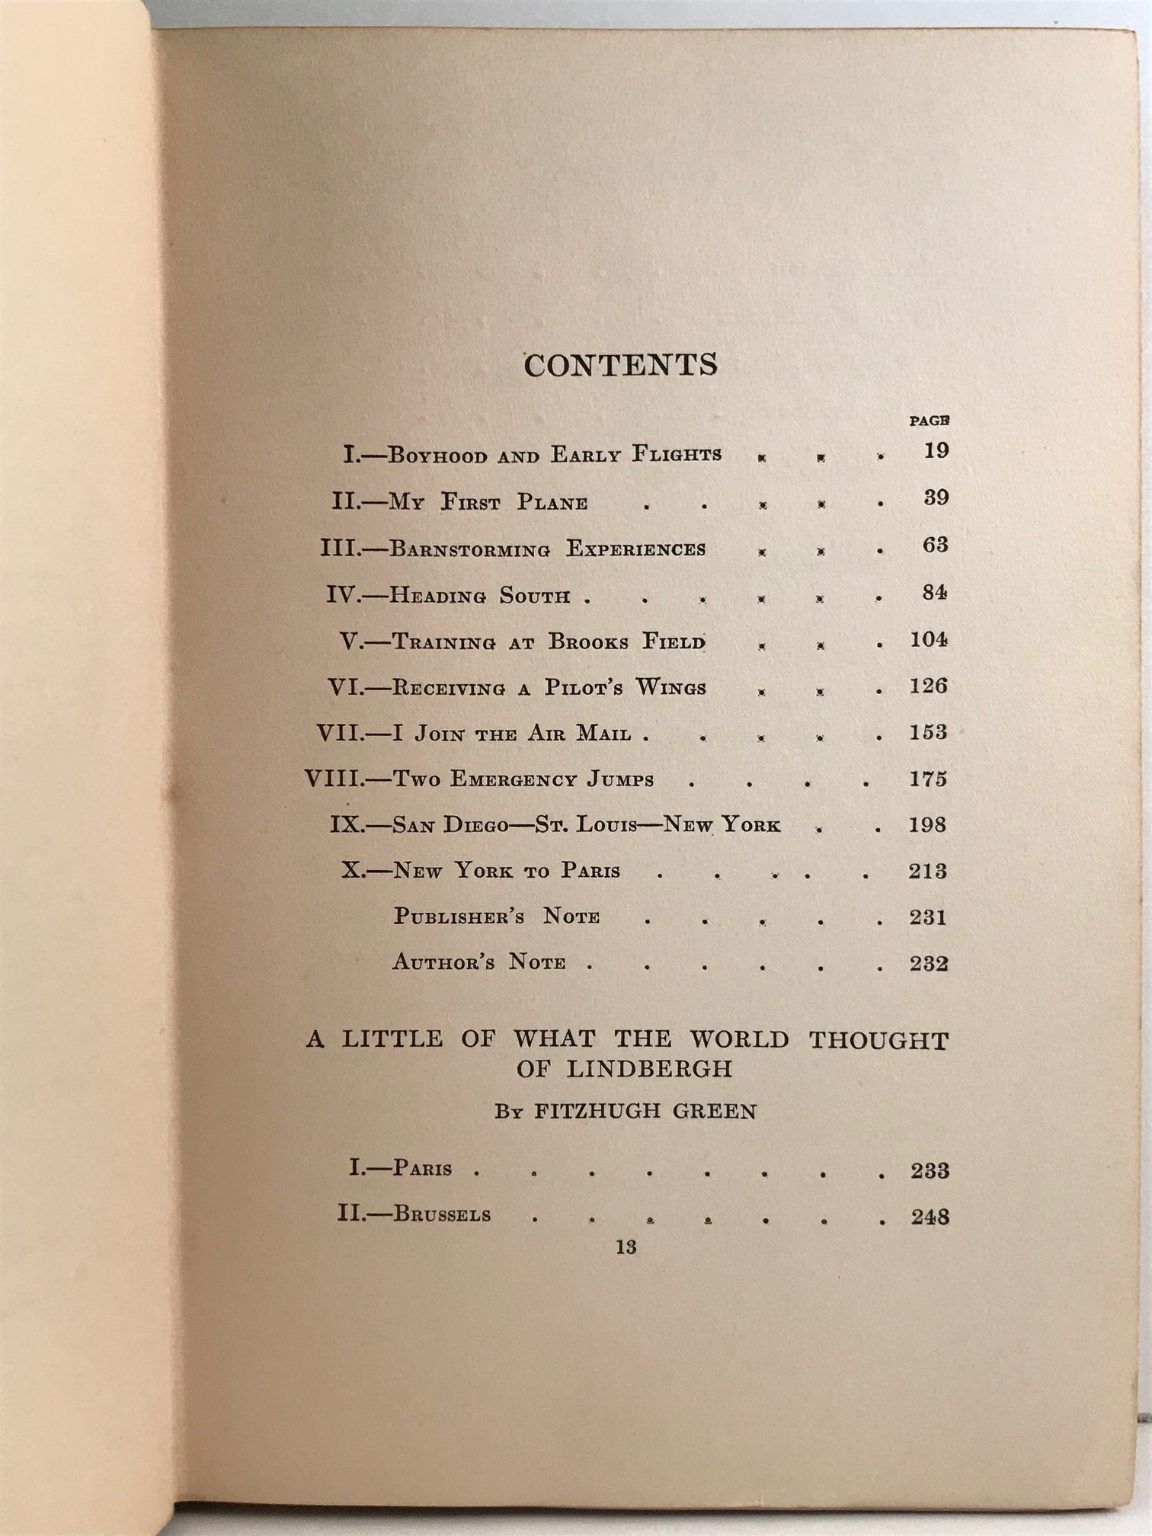 CONTENTS
PAGE
I.—Boyhood and Early Flights . . . 19
II.—My First Plane . . . . . 39
III.—Barnstorming Experiences . . . 63
IV.—Heading South . . . . . . 84
V.—Training at Brooks Field . . . 104
VI.—Receiving a Pilot's Wings . . . 126
VII.—I Join the Air Mail . . . . . 153
VIII.—Two Emergency Jumps . . . . 175
IX.—San Diego—St. Louis—New York . . 198
X.—New York to Paris . . . . . 213
Publisher's Note . . . . . 231
Author's Note . . . . . . 232
A LITTLE OF WHAT THE WORLD THOUGHT
OF LINDBERGH
By FITZHUGH GREEN
I.—Paris . . . . . . . . 233
II.—Brussels . . . . . . . 248
13